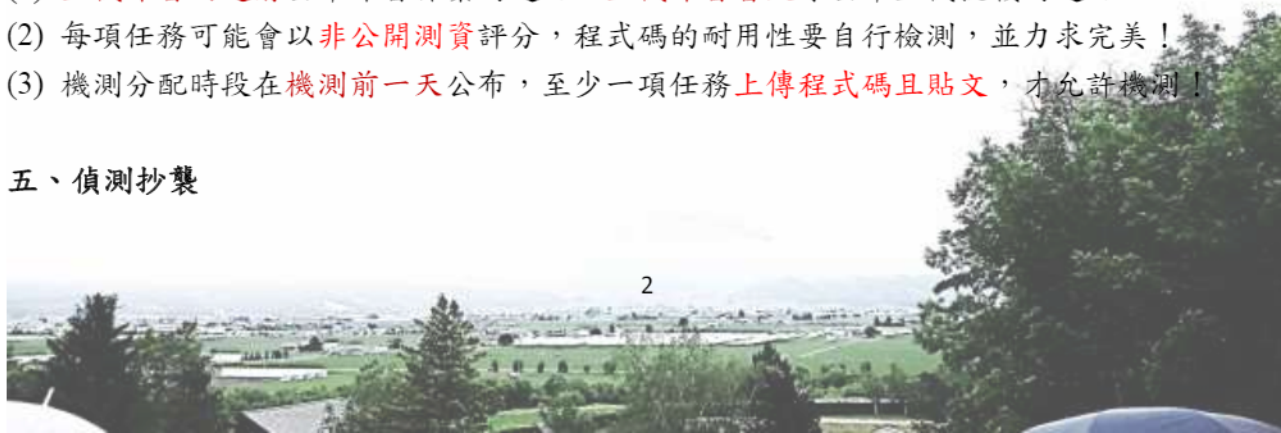 (2) 每項任務可能會以非公開測資評分，程式碼的耐用性要自行檢測，並力求完美！
(3) 機測分配時段在機測前一天公布，至少一項任務上傳程式碼且貼文，才允許機測！
五、偵測抄襲
2